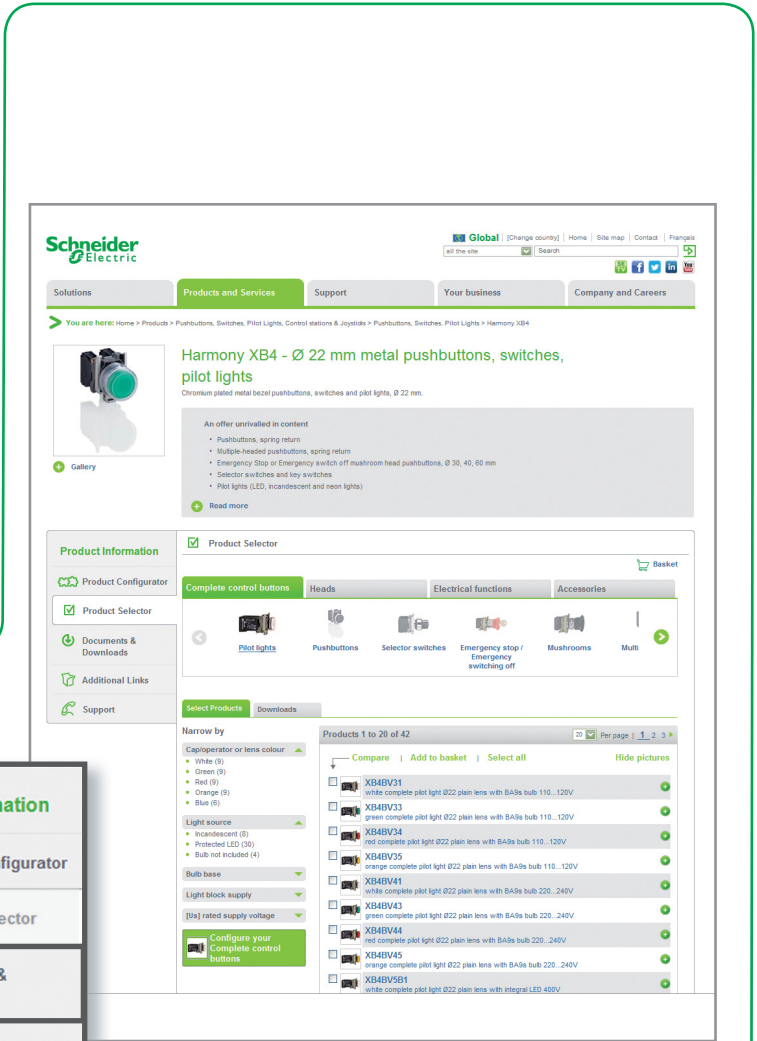 Schneider
Electric
Global | [Change country] | Home | Site map | Contact | Français
all the site Search
Solutions Products and Services Support Your business Company and Careers
You are here: Home > Products > Pushbuttons, Switches, Pilot Lights, Control stations & Joysticks > Pushbuttons, Switches, Pilot Lights > Harmony XB4
Harmony XB4 - Ø 22 mm metal pushbuttons, switches,
pilot lights
Chromium plated metal bezel pushbuttons, switches and pilot lights, Ø 22 mm.
An offer unrivalled in content
• Pushbuttons, spring return
• Multiple-headed pushbuttons, spring return
• Emergency Stop or Emergency switch off mushroom head pushbuttons, Ø 30, 40, 60 mm
• Selector switches and key switches
• Pilot lights (LED, incandescent and neon lights)
Gallery
Read more
Product Information
Product Configurator
Product Selector
Documents &
Downloads
Additional Links
Support
Product Selector
Basket
Complete control buttons Heads Electrical functions Accessories
Pilot lights Pushbuttons Selector switches Emergency stop /
Emergency
switching off Mushrooms Multi
Select Products Downloads
Narrow by
Cap/operator or lens colour
• White (9)
• Green (9)
• Red (9)
• Orange (9)
• Blue (6)
Light source
• Incandescent (8)
• Protected LED (30)
• Bulb not included (4)
Bulb base
Light block supply
[Us] rated supply voltage
Configure your
Complete control
buttons
Products 1 to 20 of 42 20 Per page | 1 2 3
Compare | Add to basket | Select all Hide pictures
XB4BV31
white complete pilot light Ø22 plain lens with BA9s bulb 110...120V
XB4BV33
green complete pilot light Ø22 plain lens with BA9s bulb 110...120V
XB4BV34
red complete pilot light Ø22 plain lens with BA9s bulb 110...120V
XB4BV35
orange complete pilot light Ø22 plain lens with BA9s bulb 110...120V
XB4BV41
white complete pilot light Ø22 plain lens with BA9s bulb 220...240V
XB4BV43
green complete pilot light Ø22 plain lens with BA9s bulb 220...240V
XB4BV44
red complete pilot light Ø22 plain lens with BA9s bulb 220...240V
XB4BV45
orange complete pilot light Ø22 plain lens with BA9s bulb 220...240V
XB4BV5B1
white complete pilot light Ø22 plain lens with integral LED 400V
nation
figurator
ector
&